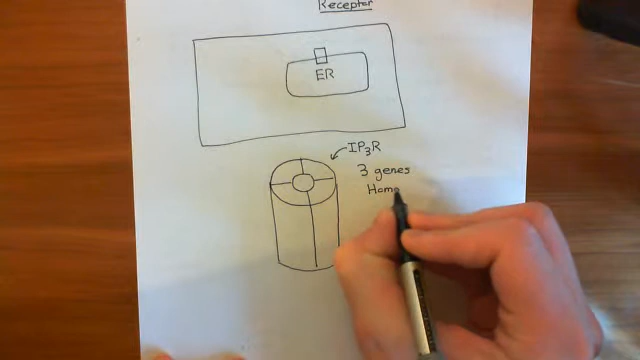 Receptor
ER
IP₃R
3 genes
Homo